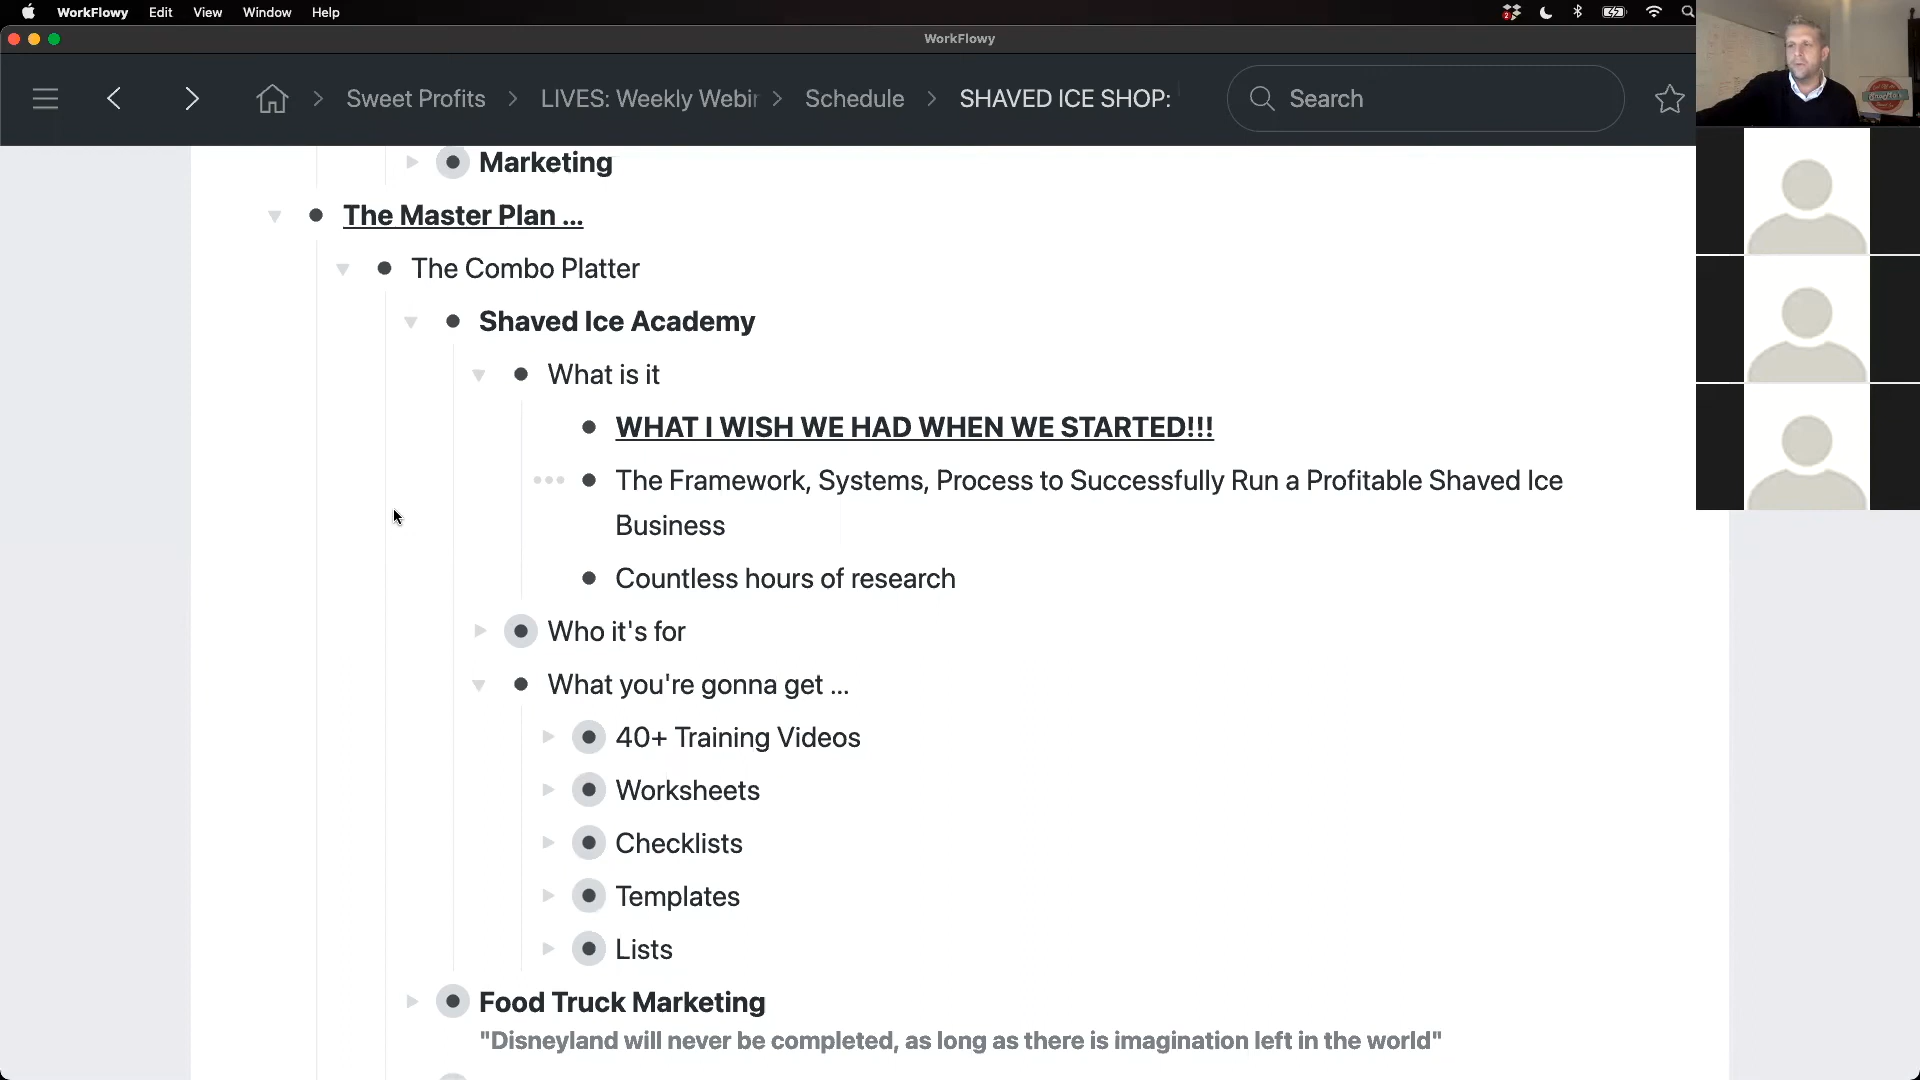 WorkFlowy Edit View Window Help
WorkFlowy
Sweet Profits LIVES: Weekly Webir Schedule SHAVED ICE SHOP: Search
Marketing
The Master Plan ...
The Combo Platter
Shaved Ice Academy
What is it
WHAT I WISH WE HAD WHEN WE STARTED!!!
The Framework, Systems, Process to Successfully Run a Profitable Shaved Ice
Business
Countless hours of research
Who it's for
What you're gonna get ...
40+ Training Videos
Worksheets
Checklists
Templates
Lists
Food Truck Marketing
"Disneyland will never be completed, as long as there is imagination left in the world"